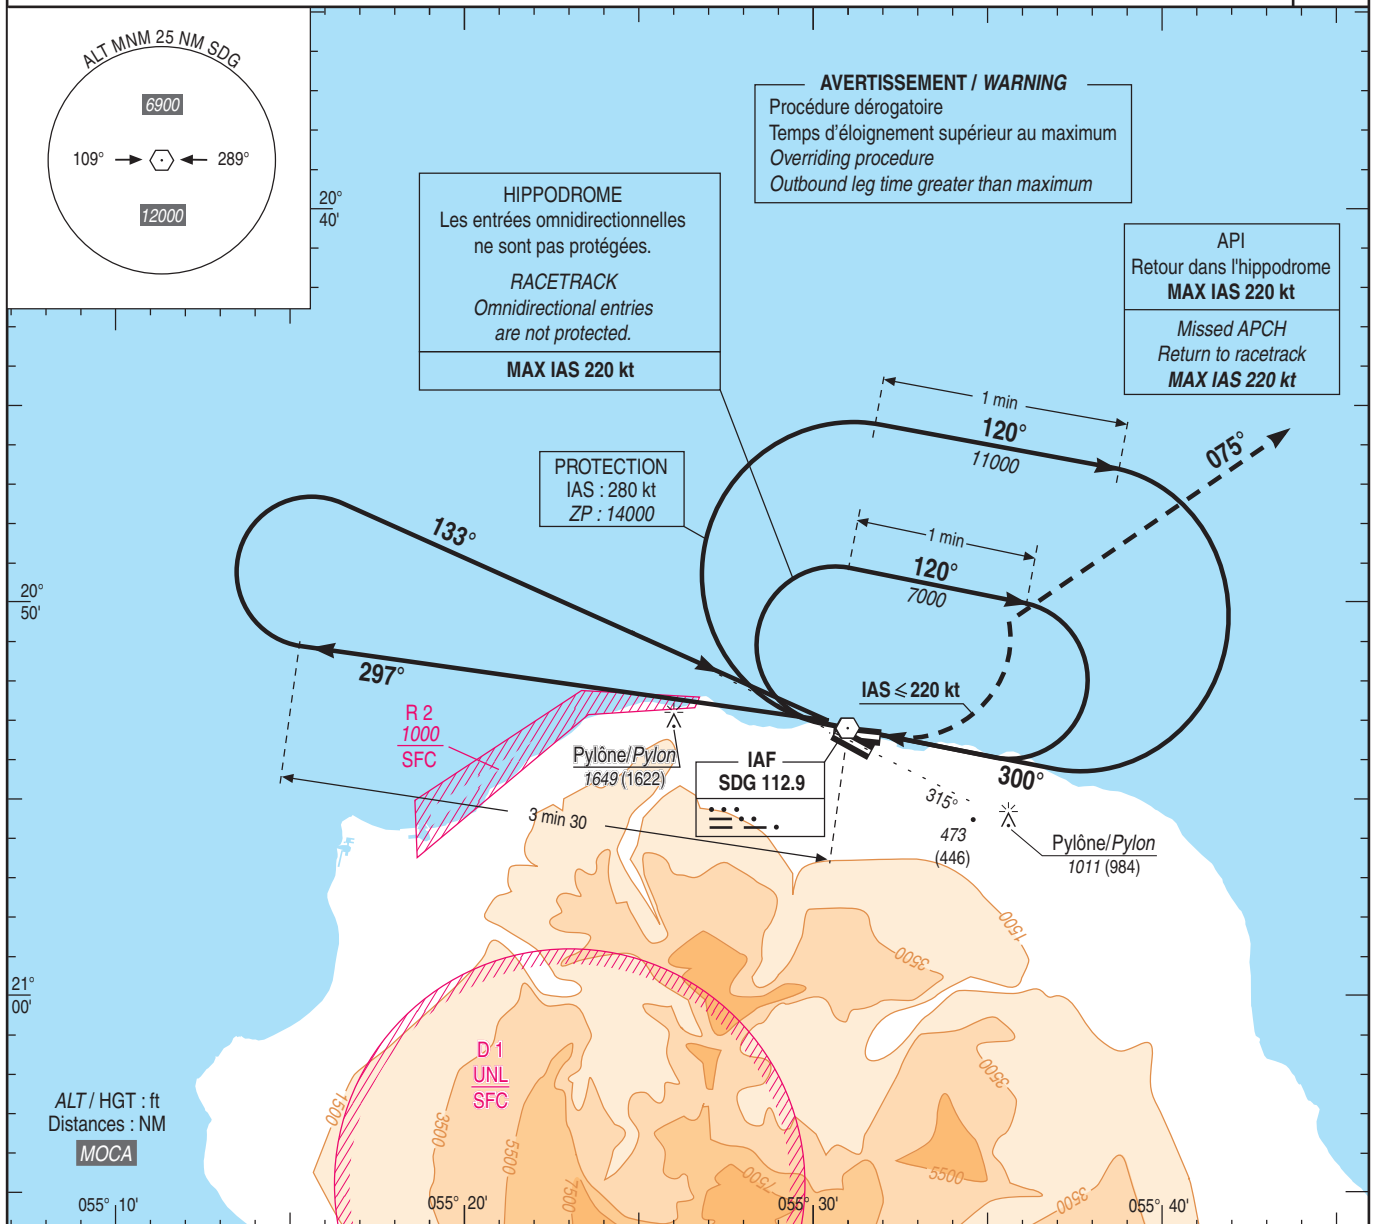 ALT MNM 25 NM SDG
6900
109°
289°
12000
AVERTISSEMENT / WARNING
Procédure dérogatoire
Temps d'éloignement supérieur au maximum
Overriding procedure
Outbound leg time greater than maximum
20°
40'
HIPPODROME
Les entrées omnidirectionnelles
ne sont pas protégées.
RACETRACK
Omnidirectional entries
are not protected.
MAX IAS 220 kt
API
Retour dans l'hippodrome
MAX IAS 220 kt
Missed APCH
Return to racetrack
MAX IAS 220 kt
1 min
120°
11000
075°
PROTECTION
IAS : 280 kt
ZP : 14000
133°
1 min
120°
7000
20°
50'
297°
IAS ⩽ 220 kt
R 2
1000
SFC
Pylône/Pylon
1649 (1622)
IAF
SDG 112.9
300°
315°
3 min 30
473
(446)
Pylône/Pylon
1011 (984)
1500
3500
21°
00'
D 1
UNL
SFC
3500
ALT / HGT : ft
Distances : NM
MOCA
1500
3500
5500
7500
7500
5500
3500
055° 10'
055° 20'
055° 30'
055° 40'